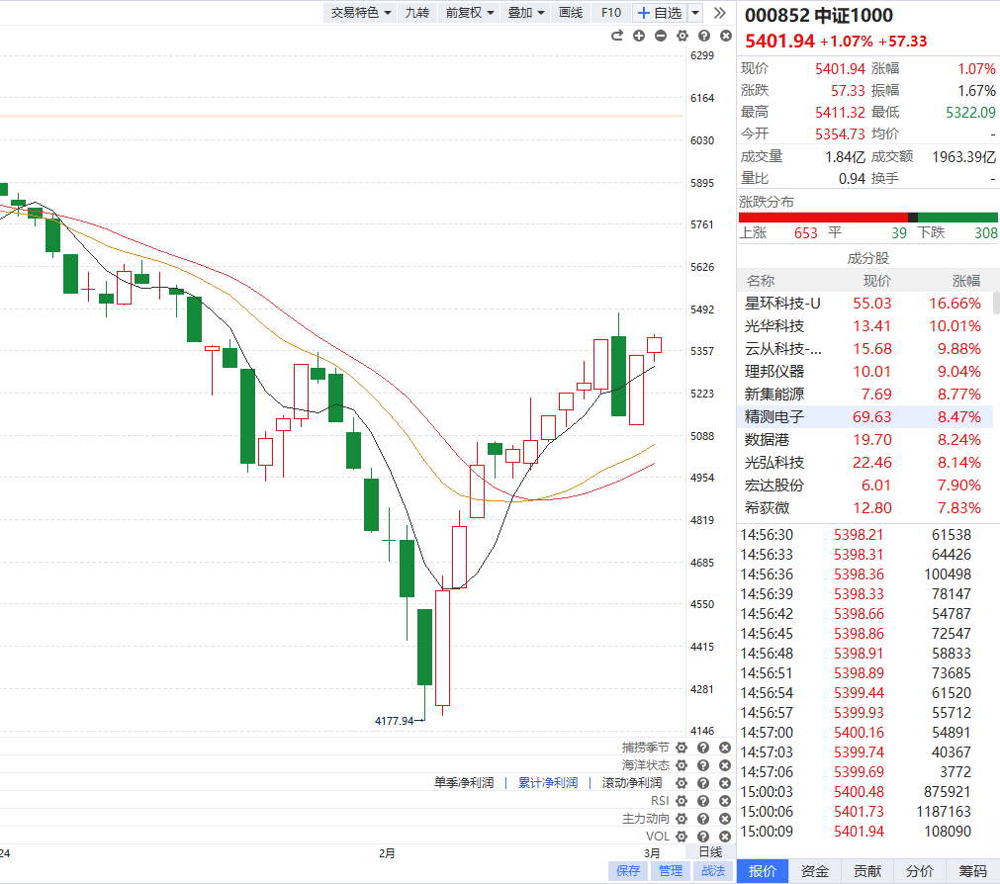 交易特色 九转 前复权 叠加 画线 F10 +自选
000852 中证1000
5401.94 +1.07% +57.33
现价 5401.94 涨幅 1.07%
涨跌 57.33 振幅 1.67%
最高 5411.32 最低 5322.09
今开 5354.73 均价 -
成交量 1.84亿 成交额 1963.39亿
量比 0.94 换手 -
涨跌分布
上涨 653 平 39 下跌 308
成分股
名称 现价 涨幅
星环科技-U 55.03 16.66%
光华科技 13.41 10.01%
云从科技-... 15.68 9.88%
理邦仪器 10.01 9.04%
新集能源 7.69 8.77%
精测电子 69.63 8.47%
数据港 19.70 8.24%
光弘科技 22.46 8.14%
宏达股份 6.01 7.90%
希荻微 12.80 7.83%
14:56:30 5398.21 61538
14:56:33 5398.31 64426
14:56:36 5398.36 100498
14:56:39 5398.33 78147
14:56:42 5398.66 54787
14:56:45 5398.86 72547
14:56:48 5398.91 58833
14:56:51 5398.89 73685
14:56:54 5399.44 61520
14:56:57 5399.93 55712
14:57:00 5400.16 54891
14:57:03 5399.74 40367
14:57:06 5399.69 3772
15:00:03 5400.48 875921
15:00:06 5401.73 1187163
15:00:09 5401.94 108090
报价 资金 贡献 分价 筹码
6299
6164
6030
5895
5761
5626
5492
5357
5223
5088
4954
4819
4685
4550
4415
4281
4146
4177.94
捕捞季节
海洋状态
单季净利润 | 累计净利润 | 滚动净利润
RSI
主力动向
VOL
24 2月 3月 日线
保存 管理 战法